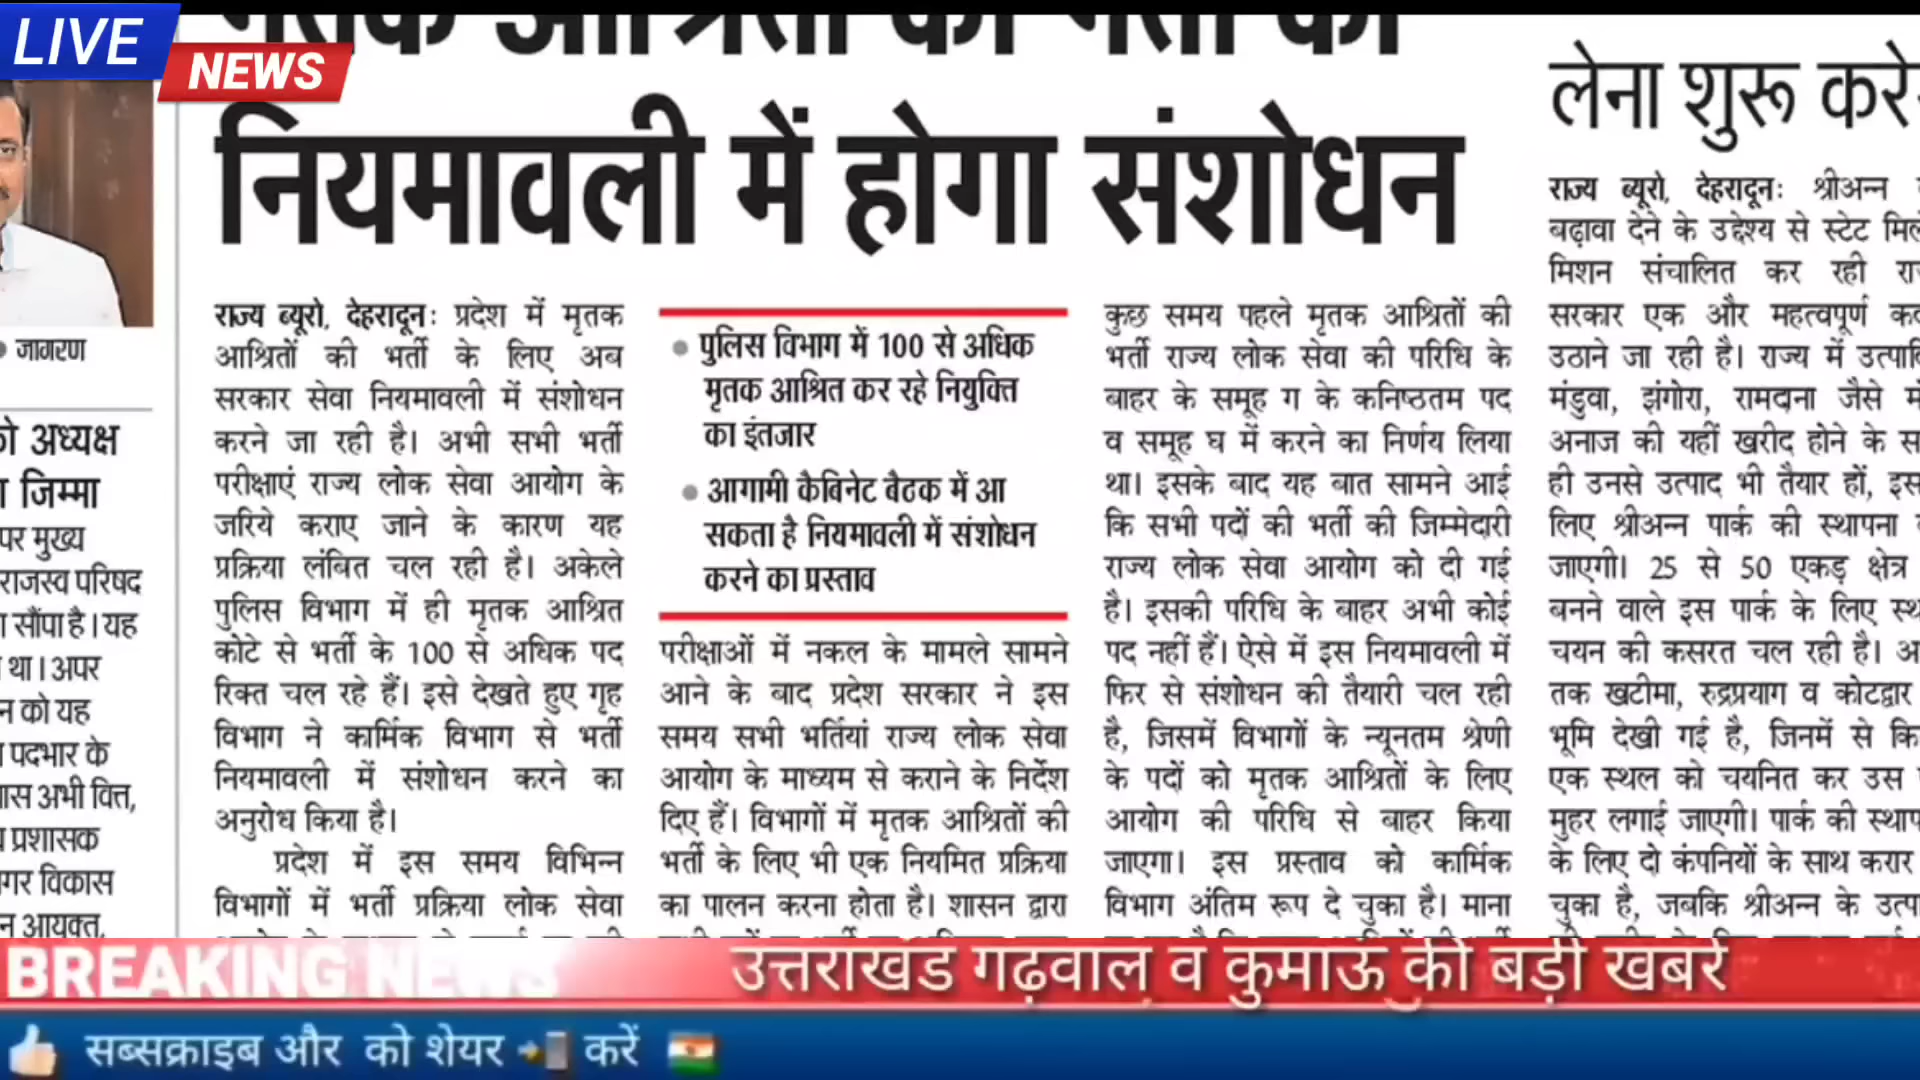 LIVE
NEWS
नियमावली में होगा संशोधन
राज्य ब्यूरो, देहरादूनः प्रदेश में मृतक
आश्रितों की भर्ती के लिए अब
सरकार सेवा नियमावली में संशोधन
करने जा रही है। अभी सभी भर्ती
परीक्षाएं राज्य लोक सेवा आयोग के
जरिये कराए जाने के कारण यह
प्रक्रिया लंबित चल रही है। अकेले
पुलिस विभाग में ही मृतक आश्रित
कोटे से भर्ती के 100 से अधिक पद
रिक्त चल रहे हैं। इसे देखते हुए गृह
विभाग ने कार्मिक विभाग से भर्ती
नियमावली में संशोधन करने का
अनुरोध किया है।
प्रदेश में इस समय विभिन्न
विभागों में भर्ती प्रक्रिया लोक सेवा
पुलिस विभाग में 100 से अधिक
मृतक आश्रित कर रहे नियुक्ति
का इंतजार
आगामी कैबिनेट बैठक में आ
सकता है नियमावली में संशोधन
करने का प्रस्ताव
परीक्षाओं में नकल के मामले सामने
आने के बाद प्रदेश सरकार ने इस
समय सभी भर्तियां राज्य लोक सेवा
आयोग के माध्यम से कराने के निर्देश
दिए हैं। विभागों में मृतक आश्रितों की
भर्ती के लिए भी एक नियमित प्रक्रिया
का पालन करना होता है। शासन द्वारा
कुछ समय पहले मृतक आश्रितों की
भर्ती राज्य लोक सेवा की परिधि के
बाहर के समूह ग के कनिष्ठतम पद
व समूह घ में करने का निर्णय लिया
था। इसके बाद यह बात सामने आई
कि सभी पदों की भर्ती की जिम्मेदारी
राज्य लोक सेवा आयोग को दी गई
है। इसकी परिधि के बाहर अभी कोई
पद नहीं हैं। ऐसे में इस नियमावली में
फिर से संशोधन की तैयारी चल रही
है, जिसमें विभागों के न्यूनतम श्रेणी
के पदों को मृतक आश्रितों के लिए
आयोग की परिधि से बाहर किया
जाएगा। इस प्रस्ताव को कार्मिक
विभाग अंतिम रूप दे चुका है। माना
लेना शुरू
राज्य ब्यूरो, देहरादूनः श्रीअन्न
बढ़ावा देने के उद्देश्य से स्टेट
मिशन संचालित कर रही
सरकार एक और महत्वपूर्ण
उठाने जा रही है। राज्य में
मंडुवा, झंगोरा, रामदाना जैसे
अनाज की यहीं खरीद होने के
ही उनसे उत्पाद भी तैयार हों,
लिए श्रीअन्न पार्क की स्थापना
जाएगी। 25 से 50 एकड़ क्षेत्र
बनने वाले इस पार्क के लिए
चयन की कसरत चल रही है।
तक खटीमा, रुद्रप्रयाग व कोटद्वार
भूमि देखी गई है, जिनमें से
एक स्थल को चयनित कर उस
मुहर लगाई जाएगी। पार्क की
के लिए दो कंपनियों के साथ करार
चुका है, जबकि श्रीअन्न के
जागरण
अध्यक्ष
जिम्मा
पर मुख्य
राजस्व परिषद
सौंपा है। यह
था। अपर
को यह
पदभार के
अभी वित्त,
प्रशासक
विकास
आयुक्त,
BREAKING NEWS
उत्तराखंड गढ़वाल व कुमाऊं की बड़ी खबरें
👍🏻 सब्सक्राइब और को शेयर 📲 करें 🇮🇳